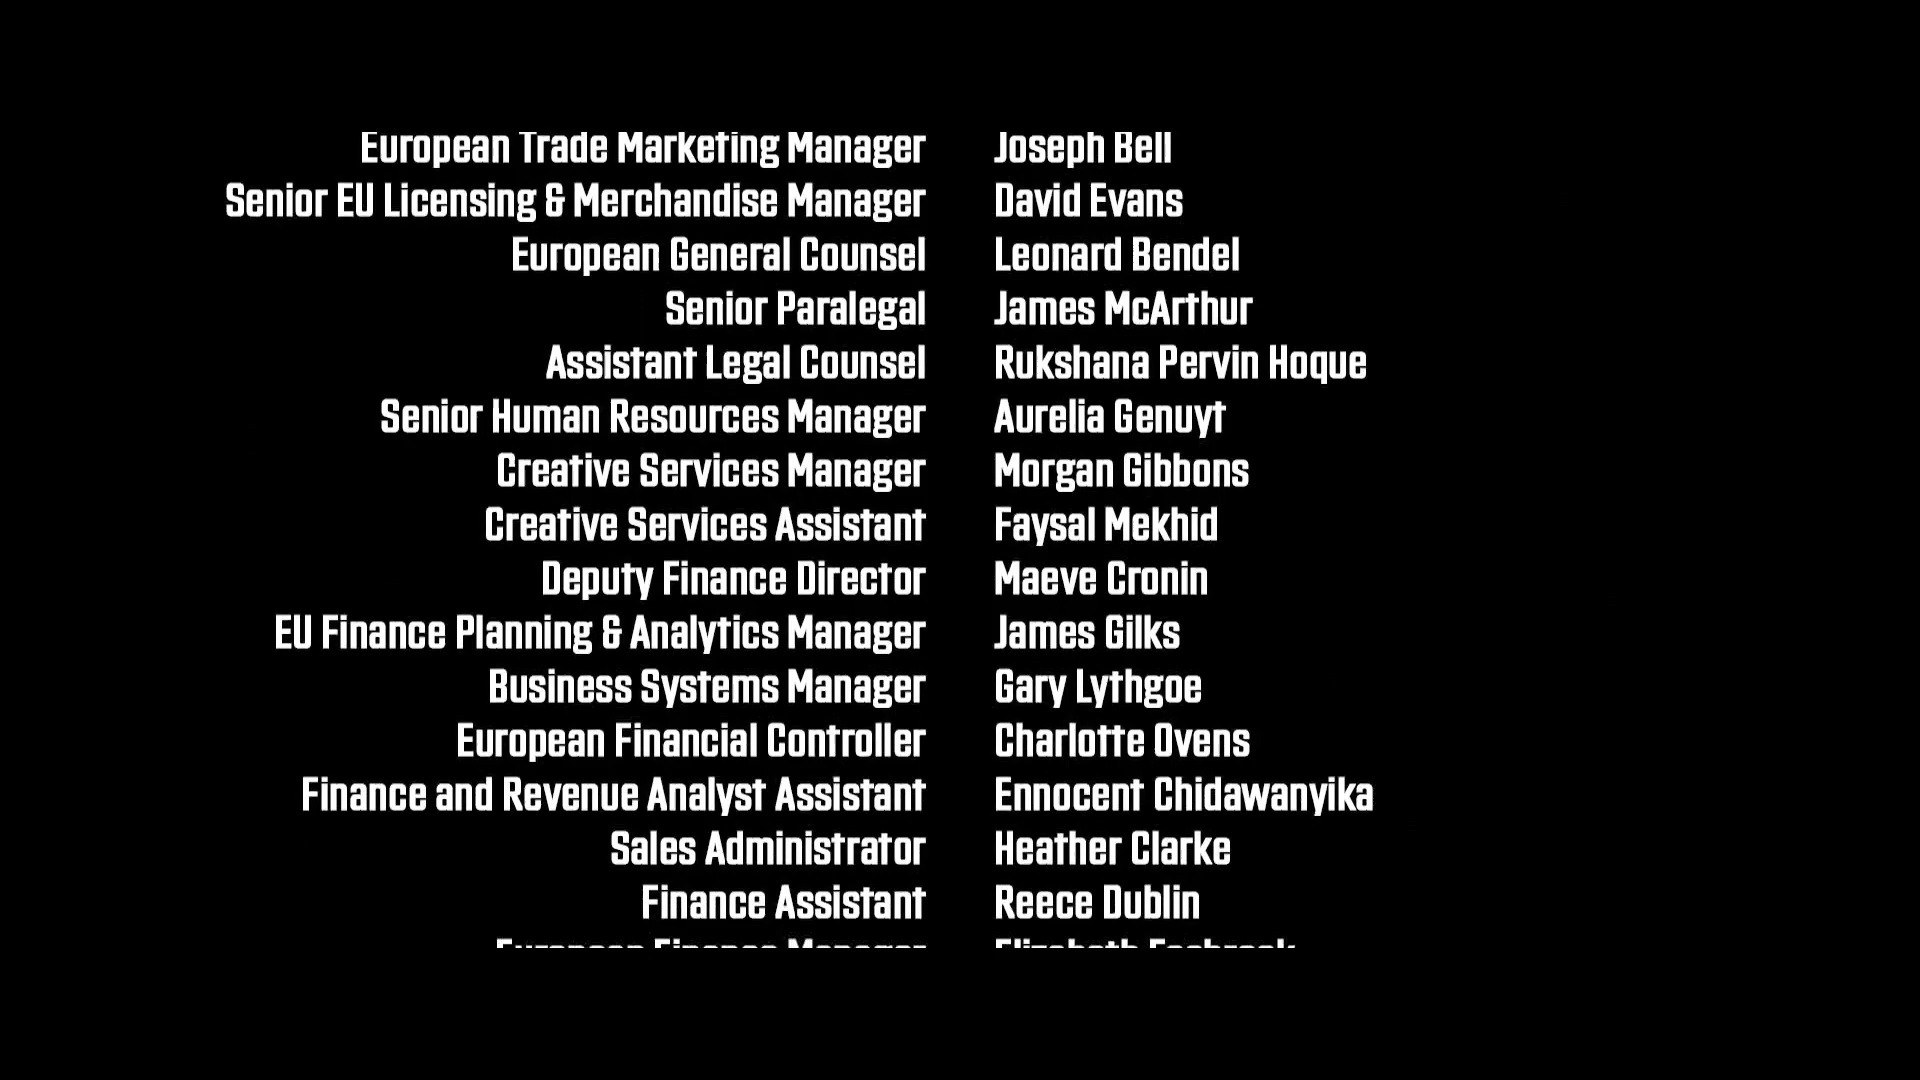 European Trade Marketing Manager Joseph Bell
Senior EU Licensing & Merchandise Manager David Evans
European General Counsel Leonard Bendel
Senior Paralegal James McArthur
Assistant Legal Counsel Rukshana Pervin Hoque
Senior Human Resources Manager Aurelia Genuyt
Creative Services Manager Morgan Gibbons
Creative Services Assistant Faysal Mekhid
Deputy Finance Director Maeve Cronin
EU Finance Planning & Analytics Manager James Gilks
Business Systems Manager Gary Lythgoe
European Financial Controller Charlotte Ovens
Finance and Revenue Analyst Assistant Ennocent Chidawanyika
Sales Administrator Heather Clarke
Finance Assistant Reece Dublin
European Finance Manager Elizabeth